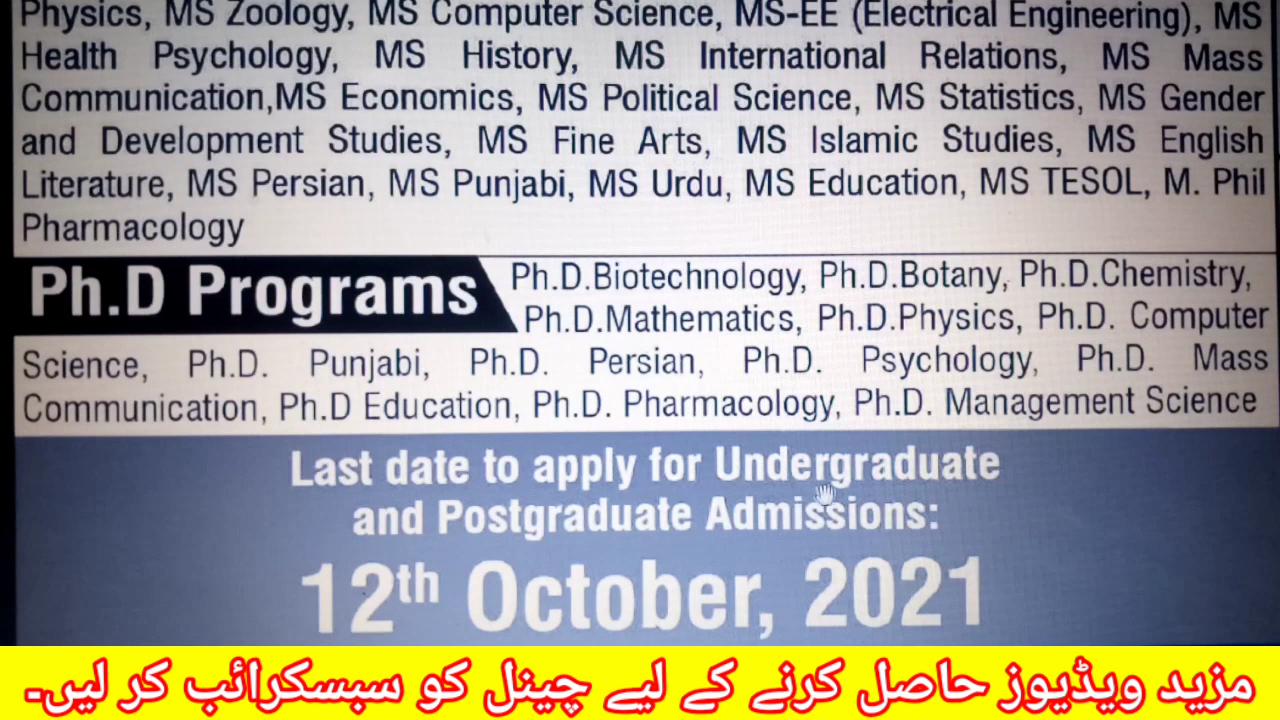 Physics, MS Zoology, MS Computer Science, MS-EE (Electrical Engineering), MS
Health Psychology, MS History, MS International Relations, MS Mass
Communication,MS Economics, MS Political Science, MS Statistics, MS Gender
and Development Studies, MS Fine Arts, MS Islamic Studies, MS English
Literature, MS Persian, MS Punjabi, MS Urdu, MS Education, MS TESOL, M. Phil
Pharmacology
Ph.D Programs
Ph.D.Biotechnology, Ph.D.Botany, Ph.D.Chemistry,
Ph.D.Mathematics, Ph.D.Physics, Ph.D. Computer
Science, Ph.D. Punjabi, Ph.D. Persian, Ph.D. Psychology, Ph.D. Mass
Communication, Ph.D Education, Ph.D. Pharmacology, Ph.D. Management Science
Last date to apply for Undergraduate
and Postgraduate Admissions:
12th October, 2021
مزید ویڈیوز حاصل کرنے کے لیے چینل کو سبسکرائب کر لیں۔